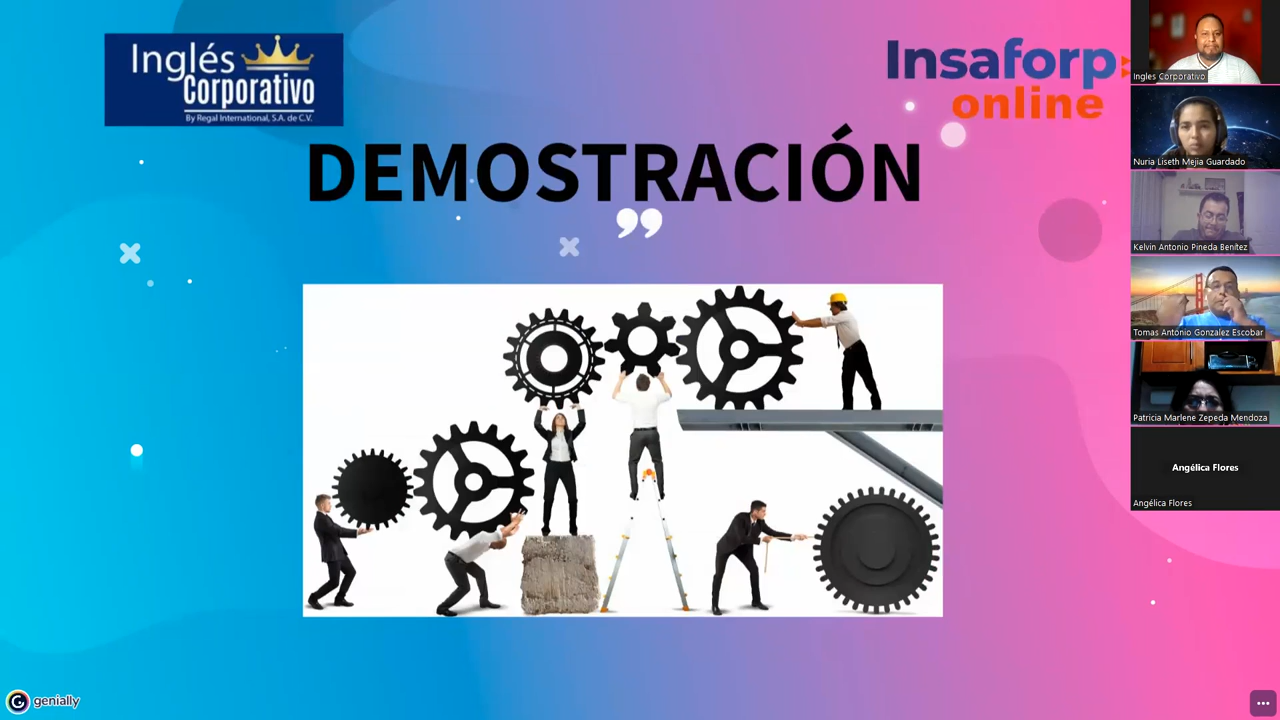 Inglés
Corporativo
By Regal International, S.A. de C.V.
Insaforp
online
DEMOSTRACIÓN
”
Ingles Corporativo
Nuria Liseth Mejia Guardado
Kelvin Antonio Pineda Benítez
Tomas Antonio Gonzalez Escobar
Patricia Marlene Zepeda Mendoza
Angélica Flores
Angélica Flores
genially